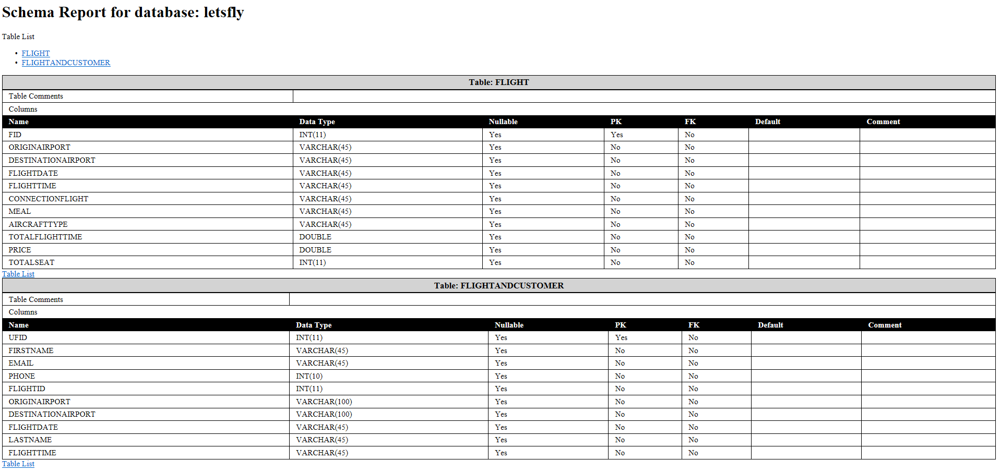 Schema Report for database: letsfly
Table List
• FLIGHT
• FLIGHTANDCUSTOMER
Table: FLIGHT
Table Comments
Columns
Name Data Type Nullable PK FK Default Comment
FID INT(11) Yes Yes No
ORIGINAIRPORT VARCHAR(45) Yes No No
DESTINATIONAIRPORT VARCHAR(45) Yes No No
FLIGHTDATE VARCHAR(45) Yes No No
FLIGHTTIME VARCHAR(45) Yes No No
CONNECTIONFLIGHT VARCHAR(45) Yes No No
MEAL VARCHAR(45) Yes No No
AIRCRAFTTYPE VARCHAR(45) Yes No No
TOTALFLIGHTTIME DOUBLE Yes No No
PRICE DOUBLE Yes No No
TOTALSEAT INT(11) Yes No No
Table List
Table: FLIGHTANDCUSTOMER
Table Comments
Columns
Name Data Type Nullable PK FK Default Comment
UFID INT(11) Yes Yes No
FIRSTNAME VARCHAR(45) Yes No No
EMAIL VARCHAR(45) Yes No No
PHONE INT(10) Yes No No
FLIGHTID INT(11) Yes No No
ORIGINAIRPORT VARCHAR(100) Yes No No
DESTINATIONAIRPORT VARCHAR(100) Yes No No
FLIGHTDATE VARCHAR(45) Yes No No
LASTNAME VARCHAR(45) Yes No No
FLIGHTTIME VARCHAR(45) Yes No No
Table List